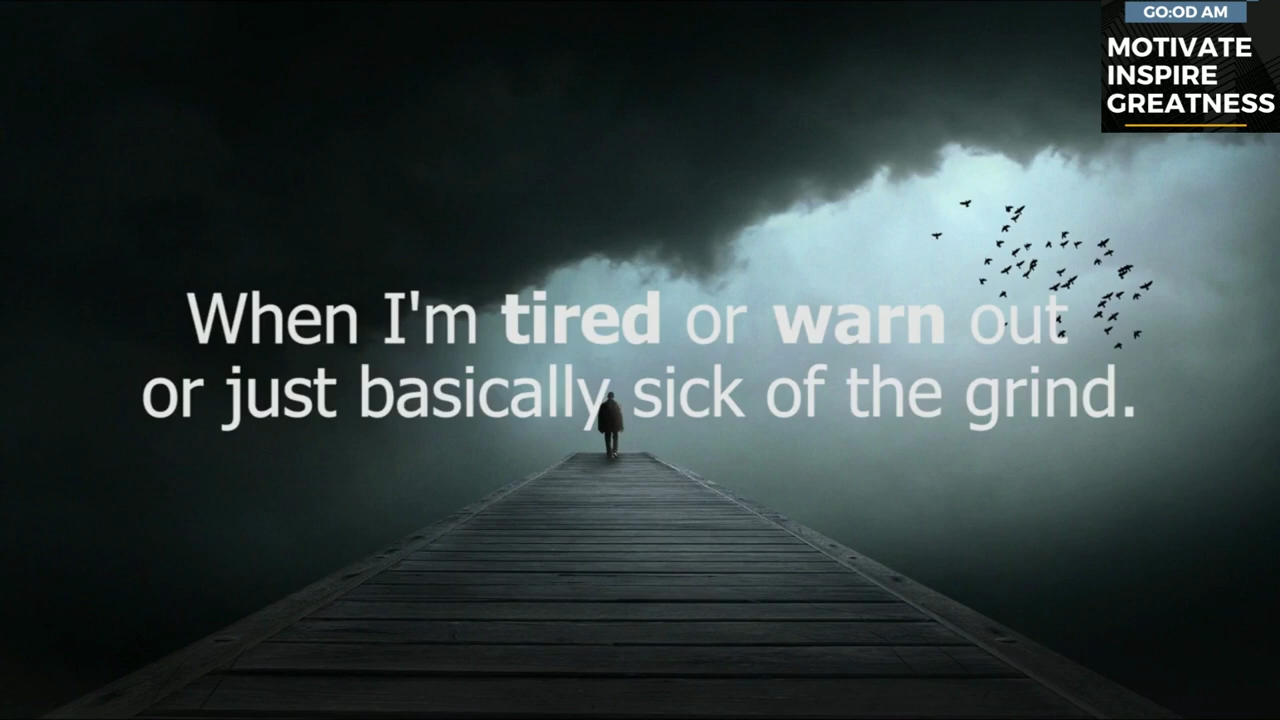 GO:OD AM
MOTIVATE
INSPIRE
GREATNESS
When I'm tired or warn out
or just basically sick of the grind.